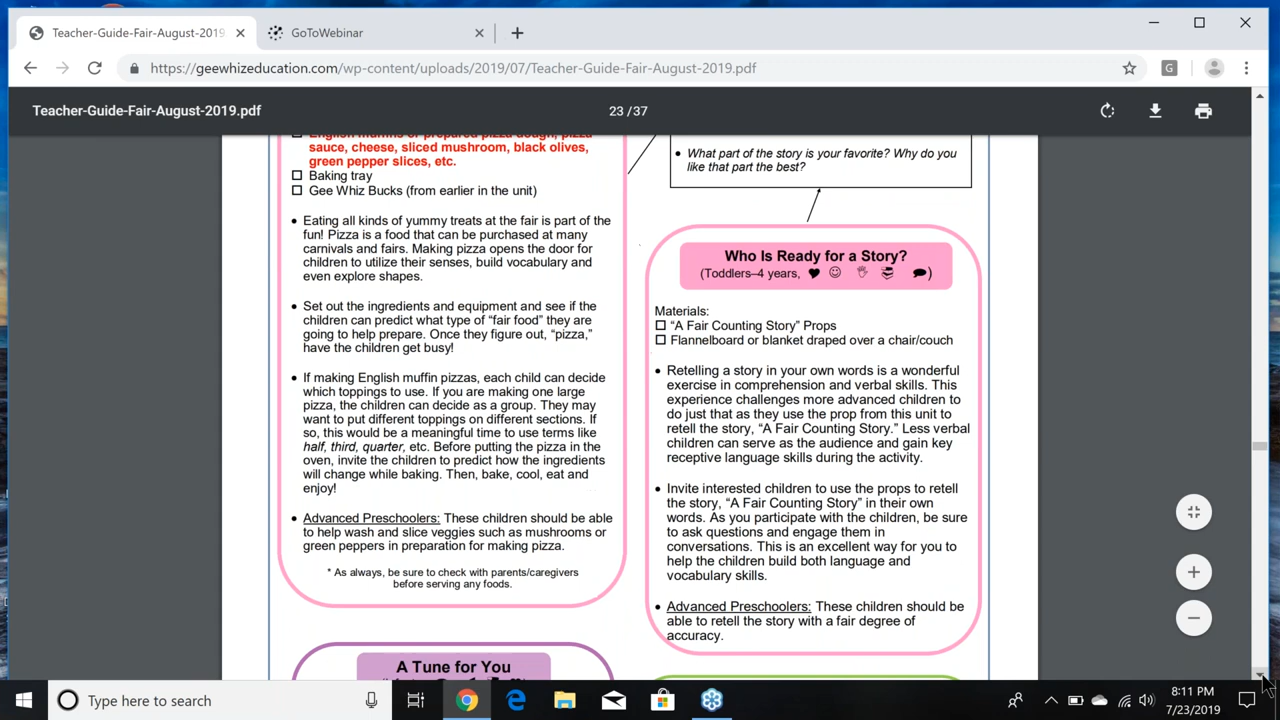 Teacher-Guide-Fair-August-2019
GoToWebinar
https://geewhizeducation.com/wp-content/uploads/2019/07/Teacher-Guide-Fair-August-2019.pdf
G
Teacher-Guide-Fair-August-2019.pdf
23 / 37
English muffins or prepared pizza dough, pizza
sauce, cheese, sliced mushroom, black olives,
green pepper slices, etc.
Baking tray
Gee Whiz Bucks (from earlier in the unit)
• Eating all kinds of yummy treats at the fair is part of the
fun! Pizza is a food that can be purchased at many
carnivals and fairs. Making pizza opens the door for
children to utilize their senses, build vocabulary and
even explore shapes.
• Set out the ingredients and equipment and see if the
children can predict what type of “fair food” they are
going to help prepare. Once they figure out, “pizza,”
have the children get busy!
• If making English muffin pizzas, each child can decide
which toppings to use. If you are making one large
pizza, the children can decide as a group. They may
want to put different toppings on different sections. If
so, this would be a meaningful time to use terms like
half, third, quarter, etc. Before putting the pizza in the
oven, invite the children to predict how the ingredients
will change while baking. Then, bake, cool, eat and
enjoy!
• Advanced Preschoolers: These children should be able
to help wash and slice veggies such as mushrooms or
green peppers in preparation for making pizza.
* As always, be sure to check with parents/caregivers
before serving any foods.
A Tune for You
• What part of the story is your favorite? Why do you
like that part the best?
Who Is Ready for a Story?
(Toddlers–4 years, )
Materials:
“A Fair Counting Story” Props
Flannelboard or blanket draped over a chair/couch
• Retelling a story in your own words is a wonderful
exercise in comprehension and verbal skills. This
experience challenges more advanced children to
do just that as they use the prop from this unit to
retell the story, “A Fair Counting Story.” Less verbal
children can serve as the audience and gain key
receptive language skills during the activity.
• Invite interested children to use the props to retell
the story, “A Fair Counting Story” in their own
words. As you participate with the children, be sure
to ask questions and engage them in
conversations. This is an excellent way for you to
help the children build both language and
vocabulary skills.
• Advanced Preschoolers: These children should be
able to retell the story with a fair degree of
accuracy.
Type here to search
8:11 PM
7/23/2019